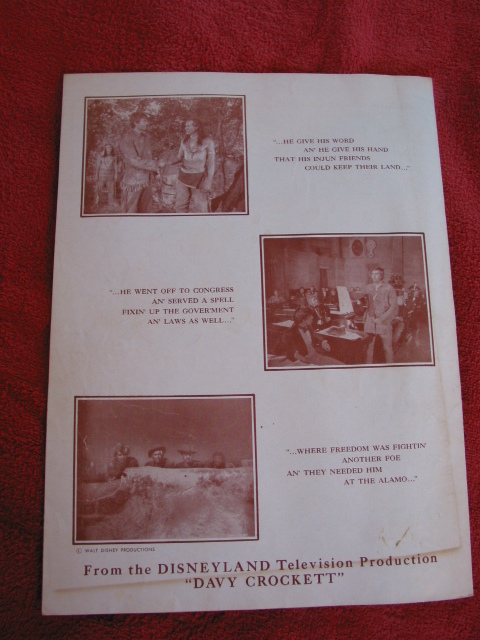 "...HE GIVE HIS WORD
AN' HE GIVE HIS HAND
THAT HIS INJUN FRIENDS
COULD KEEP THEIR LAND..."
"...HE WENT OFF TO CONGRESS
AN' SERVED A SPELL
FIXIN' UP THE GOVER'MENT
AN' LAWS AS WELL..."
"...WHERE FREEDOM WAS FIGHTIN'
ANOTHER FOE
AN' THEY NEEDED HIM
AT THE ALAMO..."
© WALT DISNEY PRODUCTIONS
From the DISNEYLAND Television Production
"DAVY CROCKETT"